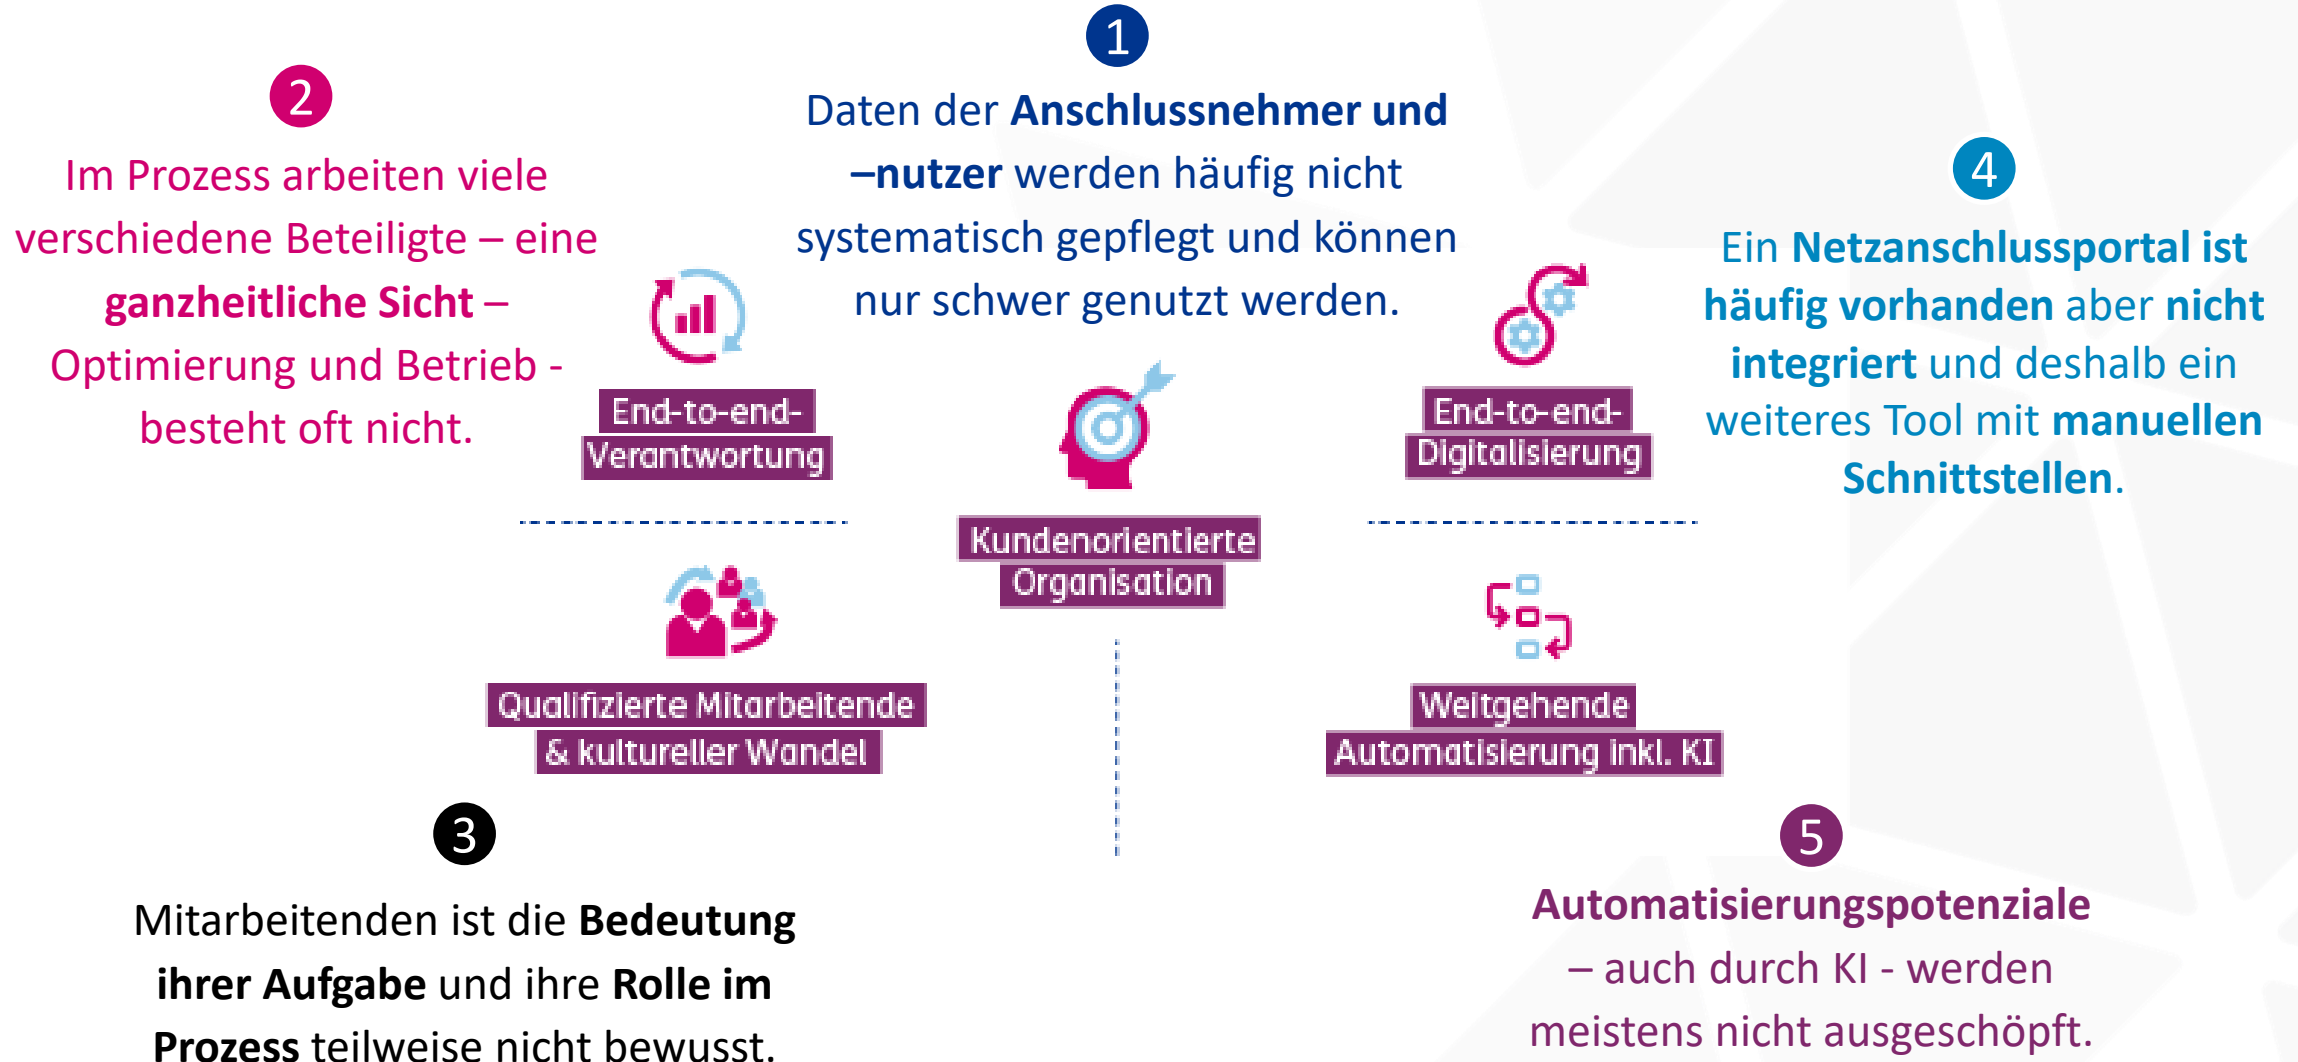 1
Daten der Anschlussnehmer und
–nutzer werden häufig nicht
systematisch gepflegt und können
nur schwer genutzt werden.
2
Im Prozess arbeiten viele
verschiedene Beteiligte – eine
ganzheitliche Sicht –
Optimierung und Betrieb -
besteht oft nicht.
End-to-end-
Verantwortung
Kundenorientierte
Organisation
End-to-end-
Digitalisierung
4
Ein Netzanschlussportal ist
häufig vorhanden aber nicht
integriert und deshalb ein
weiteres Tool mit manuellen
Schnittstellen.
Qualifizierte Mitarbeitende
& kultureller Wandel
Weitgehende
Automatisierung inkl. KI
3
Mitarbeitenden ist die Bedeutung
ihrer Aufgabe und ihre Rolle im
Prozess teilweise nicht bewusst.
5
Automatisierungspotenziale
– auch durch KI - werden
meistens nicht ausgeschöpft.